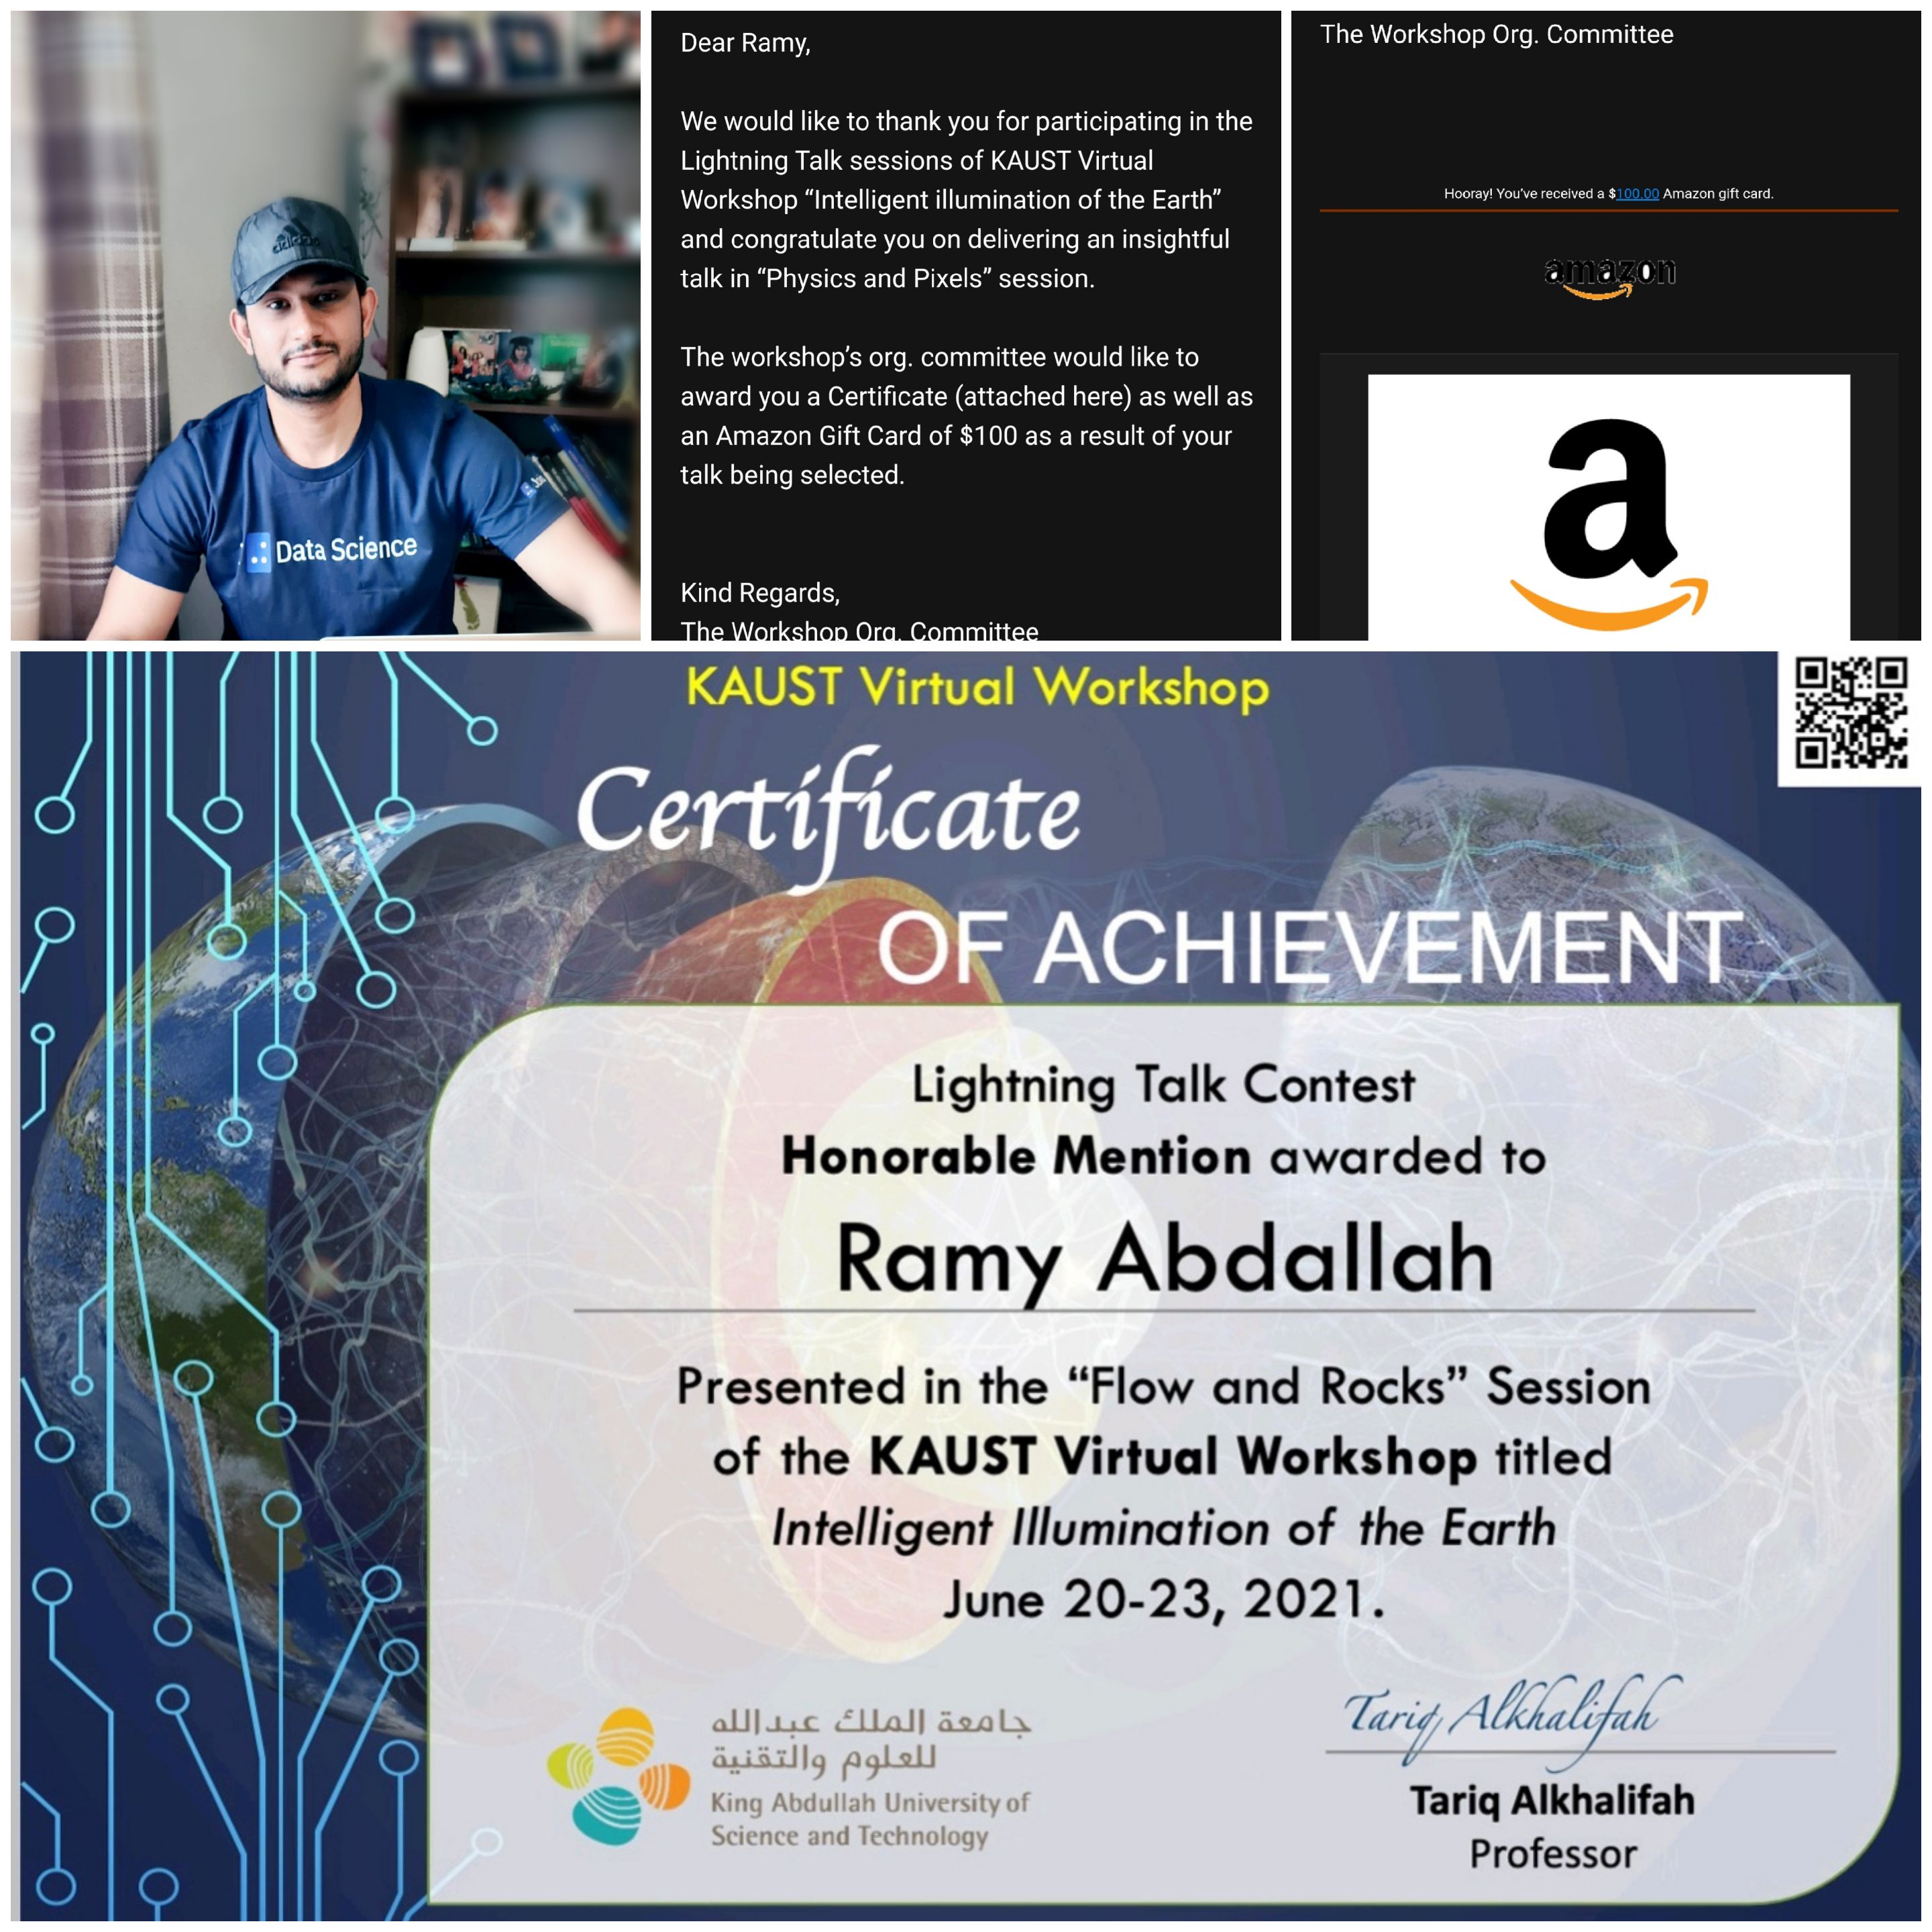 adidas
Data Science
Dear Ramy,
We would like to thank you for participating in the
Lightning Talk sessions of KAUST Virtual
Workshop “Intelligent illumination of the Earth”
and congratulate you on delivering an insightful
talk in “Physics and Pixels” session.
The workshop’s org. committee would like to
award you a Certificate (attached here) as well as
an Amazon Gift Card of $100 as a result of your
talk being selected.
Kind Regards,
The Workshop Org. Committee
The Workshop Org. Committee
Hooray! You’ve received a $100.00 Amazon gift card.
amazon
a
KAUST Virtual Workshop
Certificate
OF ACHIEVEMENT
Lightning Talk Contest
Honorable Mention awarded to
Ramy Abdallah
Presented in the “Flow and Rocks” Session
of the KAUST Virtual Workshop titled
Intelligent Illumination of the Earth
June 20-23, 2021.
جامعة الملك عبدالله
للعلوم والتقنية
King Abdullah University of
Science and Technology
Tariq Alkhalifah
Tariq Alkhalifah
Professor